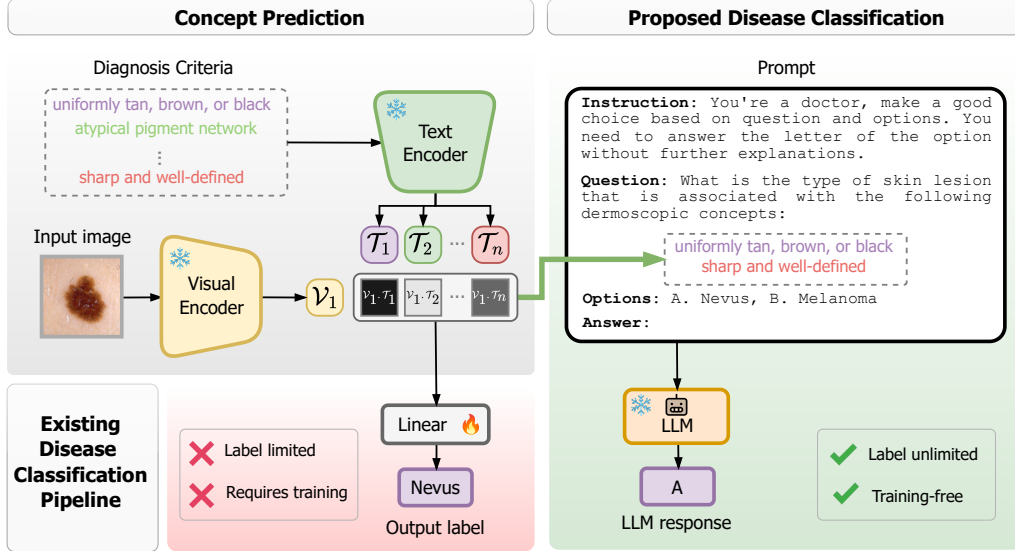 Concept Prediction
Diagnosis Criteria
uniformly tan, brown, or black
atypical pigment network
⋮
sharp and well-defined
Text
Encoder
Input image
Visual
Encoder
𝒯1 𝒯2 ··· 𝒯n
𝒱1
𝒱1·𝒯1 𝒱1·𝒯2 ··· 𝒱1·𝒯n
Existing
Disease
Classification
Pipeline
Label limited
Requires training
Linear
Nevus
Output label
Proposed Disease Classification
Prompt
Instruction: You're a doctor, make a good
choice based on question and options. You
need to answer the letter of the option
without further explanations.
Question: What is the type of skin lesion
that is associated with the following
dermoscopic concepts:
uniformly tan, brown, or black
sharp and well-defined
Options: A. Nevus, B. Melanoma
Answer:
LLM
A
LLM response
Label unlimited
Training-free